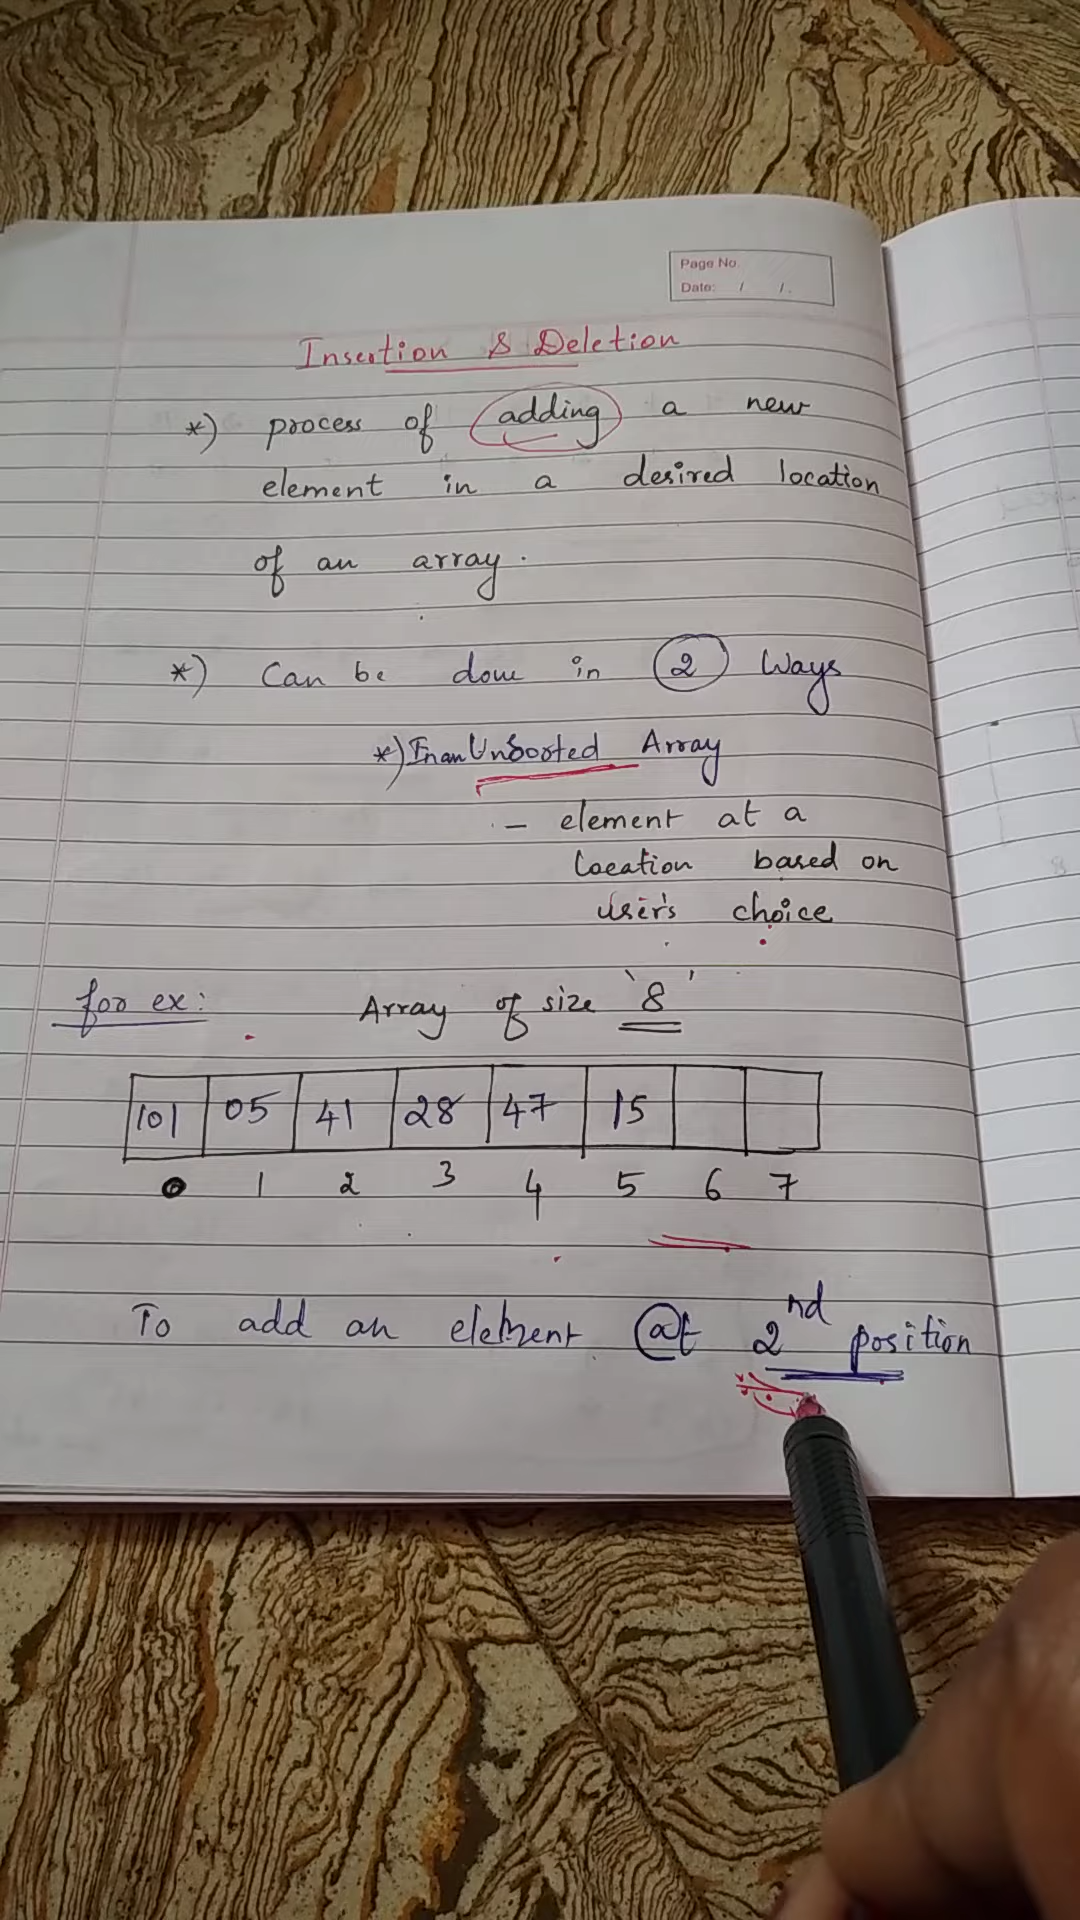 Page No.
Date: / /
Insertion & Deletion
*) process of adding a new
element in a desired location
of an array.
*) Can be done in 2 Ways
*) In an UnSorted Array
- element at a
location based on
user's choice
for ex: Array of size '8'
101 05 41 28 47 15
0 1 2 3 4 5 6 7
To add an element @t 2nd position